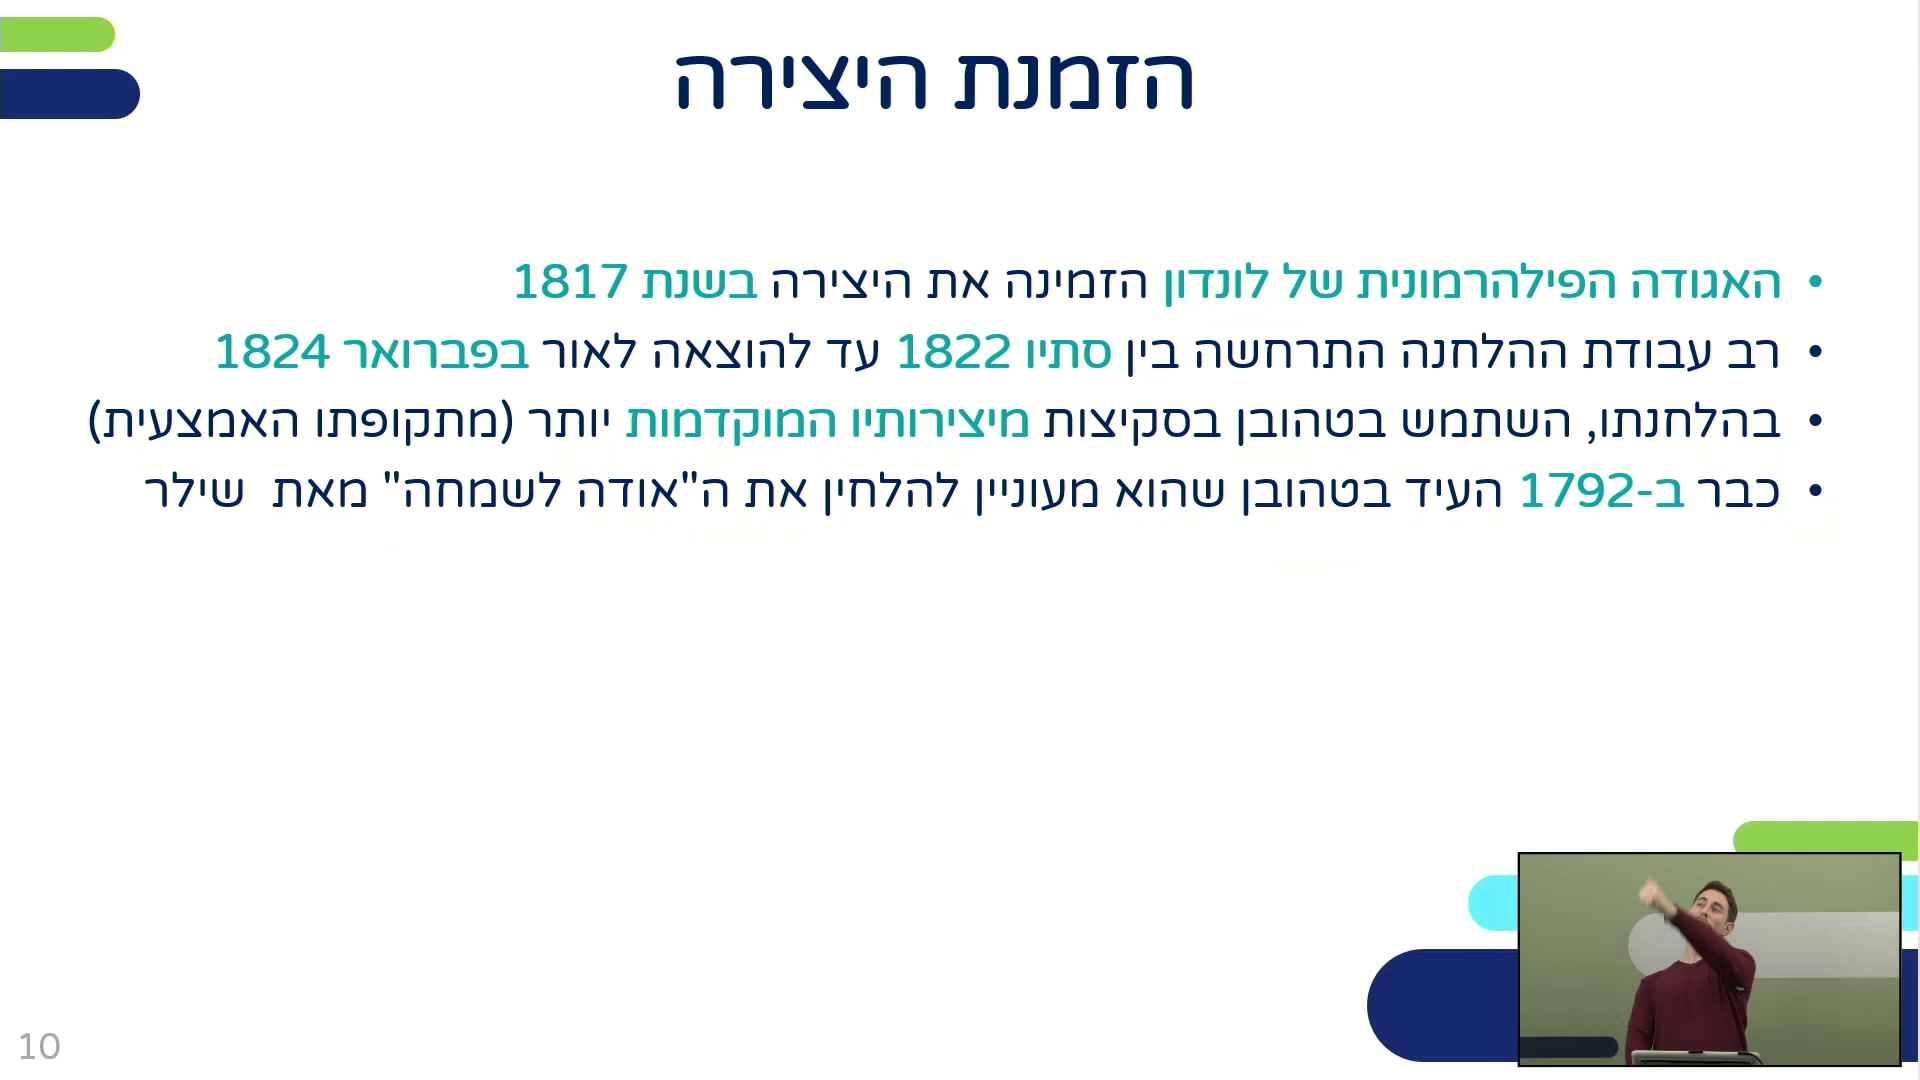 הזמנת היצירה
• האגודה הפילהרמונית של לונדון הזמינה את היצירה בשנת 1817
• רב עבודת ההלחנה התרחשה בין סתיו 1822 עד להוצאה לאור בפברואר 1824
• בהלחנתו, השתמש בטהובן בסקיצות מיצירותיו המוקדמות יותר (מתקופתו האמצעית)
• כבר ב-1792 העיד בטהובן שהוא מעוניין להלחין את ה"אודה לשמחה" מאת  שילר
10